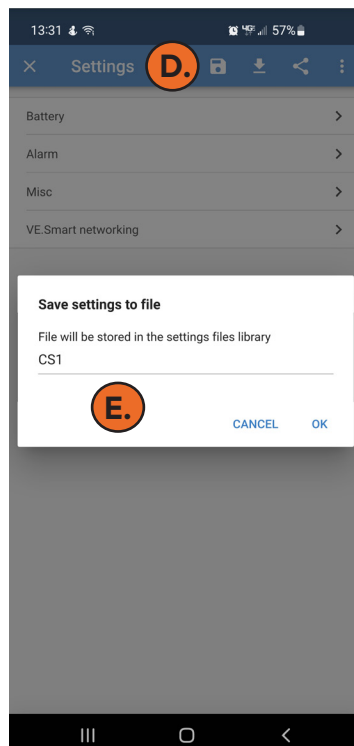 13:31 4G 57%
Settings D.
Battery
Alarm
Misc
VE.Smart networking
Save settings to file
File will be stored in the settings files library
CS1
E.
CANCEL OK